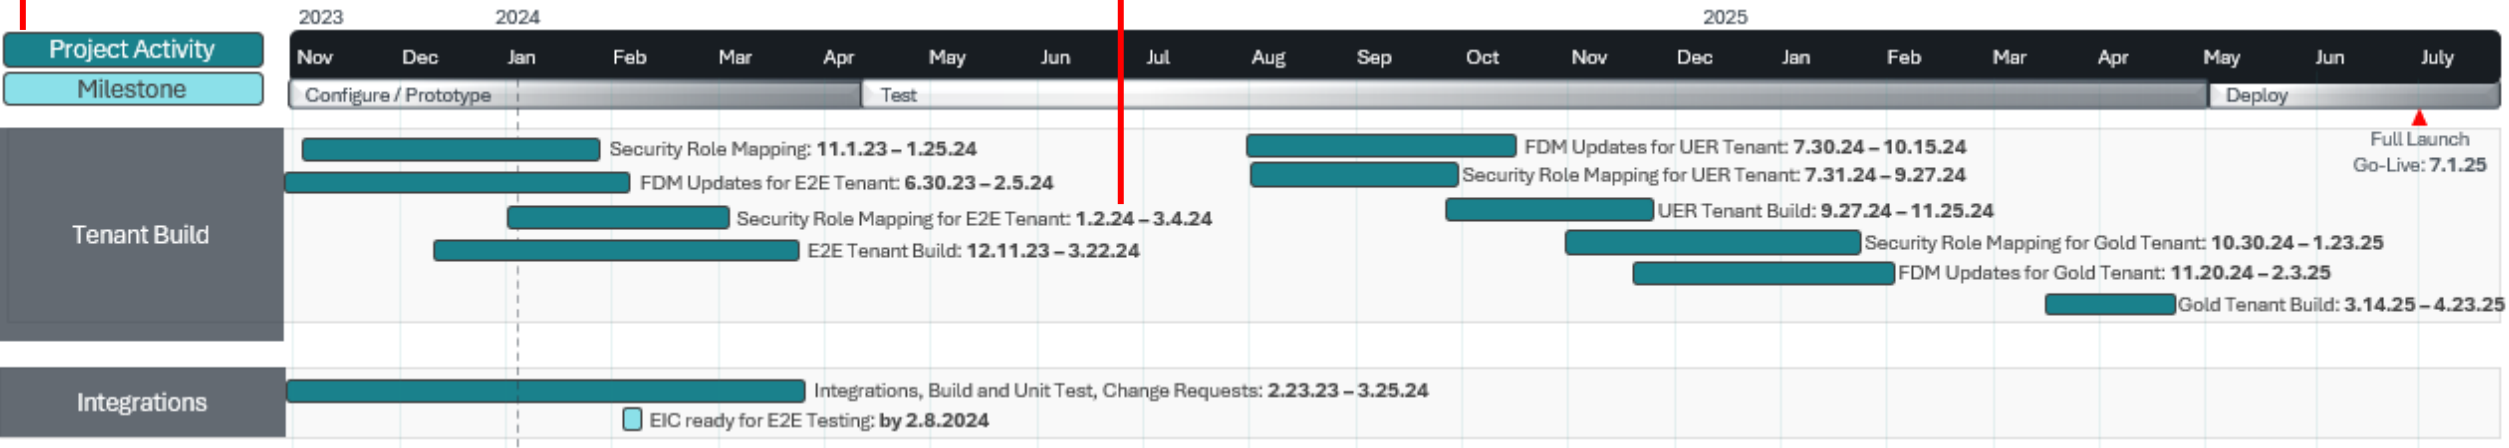 2023 2024 2025
Project Activity
Nov Dec Jan Feb Mar Apr May Jun Jul Aug Sep Oct Nov Dec Jan Feb Mar Apr May Jun July
Milestone
Configure / Prototype Test Deploy
Full Launch
Go-Live: 7.1.25
Tenant Build
Security Role Mapping: 11.1.23 – 1.25.24
FDM Updates for E2E Tenant: 6.30.23 – 2.5.24
Security Role Mapping for E2E Tenant: 1.2.24 – 3.4.24
E2E Tenant Build: 12.11.23 – 3.22.24
FDM Updates for UER Tenant: 7.30.24 – 10.15.24
Security Role Mapping for UER Tenant: 7.31.24 – 9.27.24
UER Tenant Build: 9.27.24 – 11.25.24
Security Role Mapping for Gold Tenant: 10.30.24 – 1.23.25
FDM Updates for Gold Tenant: 11.20.24 – 2.3.25
Gold Tenant Build: 3.14.25 – 4.23.25
Integrations
Integrations, Build and Unit Test, Change Requests: 2.23.23 – 3.25.24
EIC ready for E2E Testing: by 2.8.2024